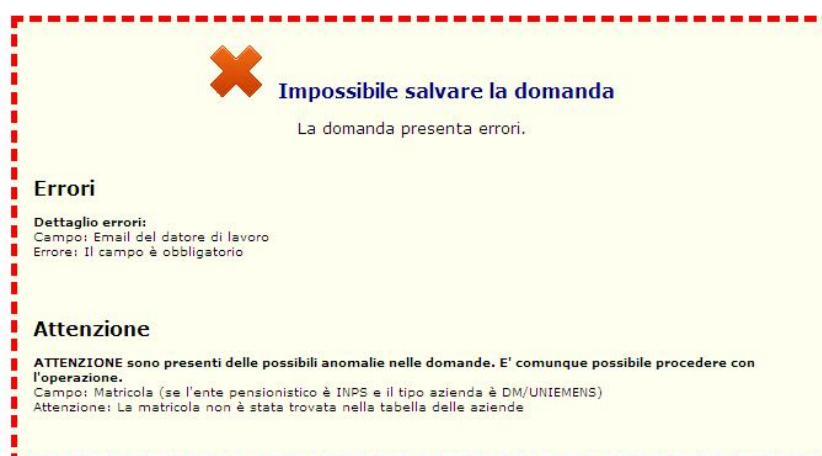 Impossibile salvare la domanda
La domanda presenta errori.
Errori
Dettaglio errori:
Campo: Email del datore di lavoro
Errore: Il campo è obbligatorio
Attenzione
ATTENZIONE sono presenti delle possibili anomalie nelle domande. E' comunque possibile procedere con
l'operazione.
Campo: Matricola (se l'ente pensionistico è INPS e il tipo azienda è DM/UNIEMENS)
Attenzione: La matricola non è stata trovata nella tabella delle aziende